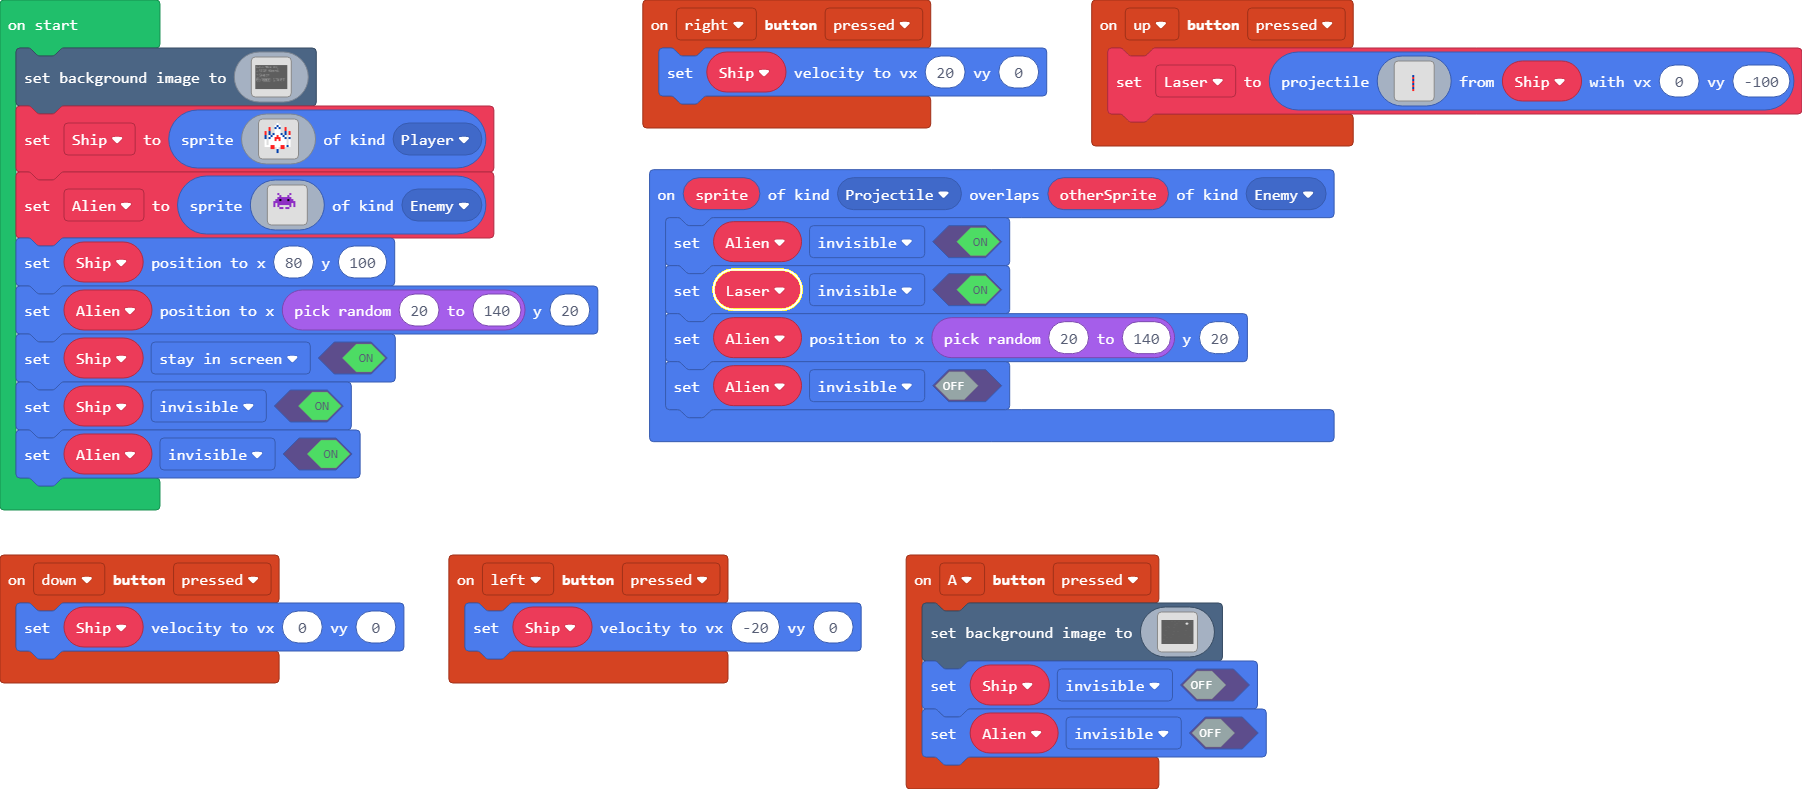 on start
set background image to
set Ship to sprite of kind Player
set Alien to sprite of kind Enemy
set Ship position to x 80 y 100
set Alien position to x pick random 20 to 140 y 20
set Ship stay in screen ON
set Ship invisible ON
set Alien invisible ON
on right button pressed
set Ship velocity to vx 20 vy 0
on up button pressed
set Laser to projectile from Ship with vx 0 vy -100
on sprite of kind Projectile overlaps otherSprite of kind Enemy
set Alien invisible ON
set Laser invisible ON
set Alien position to x pick random 20 to 140 y 20
set Alien invisible OFF
on down button pressed
set Ship velocity to vx 0 vy 0
on left button pressed
set Ship velocity to vx -20 vy 0
on A button pressed
set background image to
set Ship invisible OFF
set Alien invisible OFF